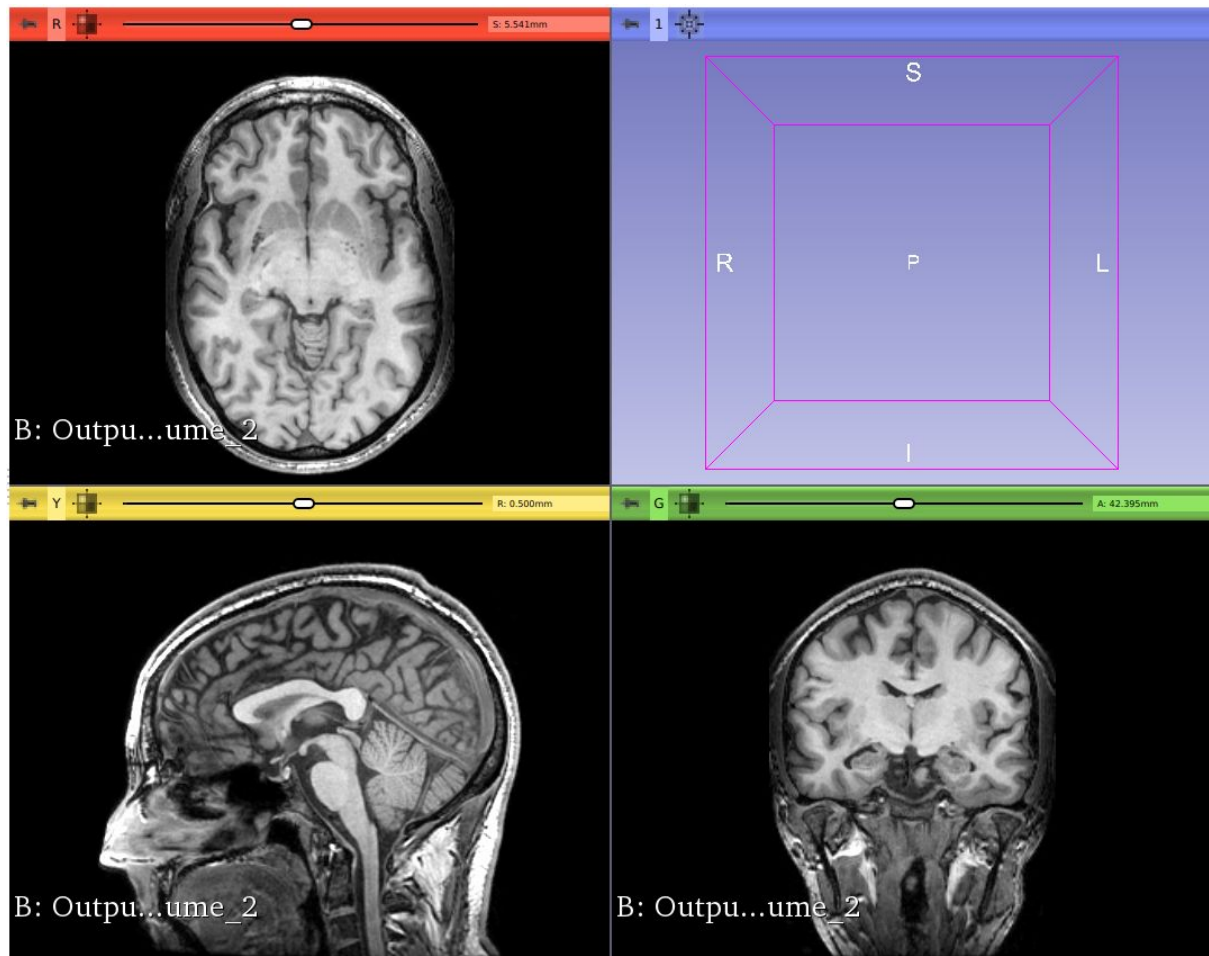 R
S: 5.541mm
1
S
R
P
L
I
B: Outpu...ume_2
Y
R: 0.500mm
G
A: 42.395mm
B: Outpu...ume_2
B: Outpu...ume_2